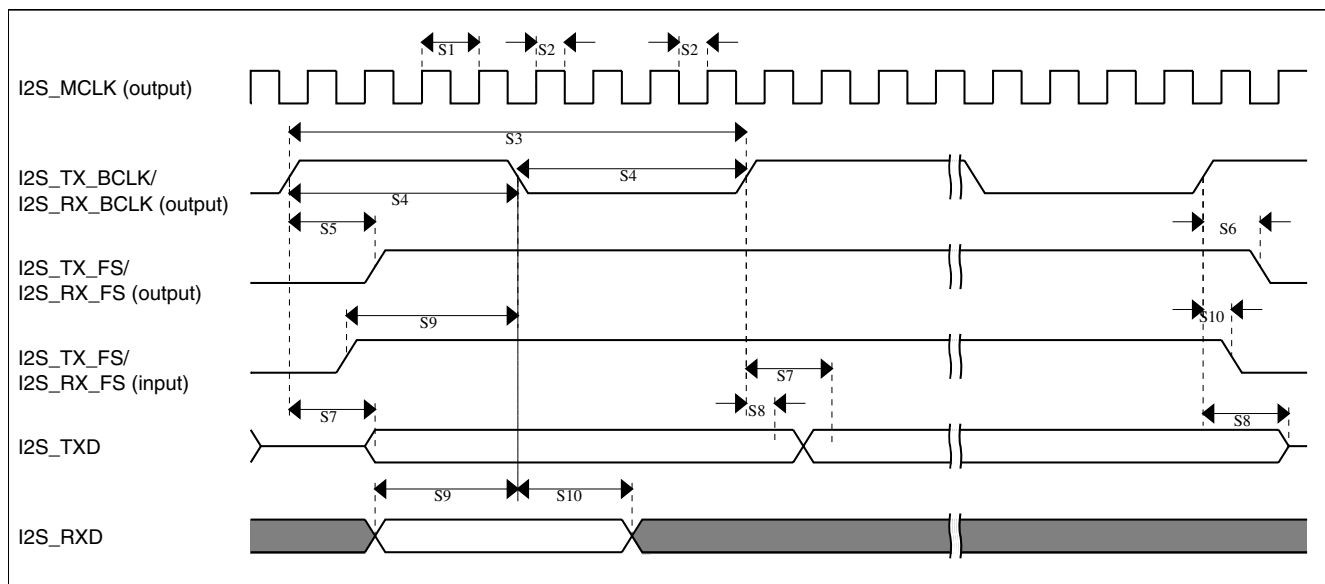 S1
S2
S2
I2S_MCLK (output)
S3
I2S_TX_BCLK/
I2S_RX_BCLK (output)
S4
S4
S5
S6
I2S_TX_FS/
I2S_RX_FS (output)
S9
S10
I2S_TX_FS/
I2S_RX_FS (input)
S7
S7
S8
S8
I2S_TXD
S9
S10
I2S_RXD